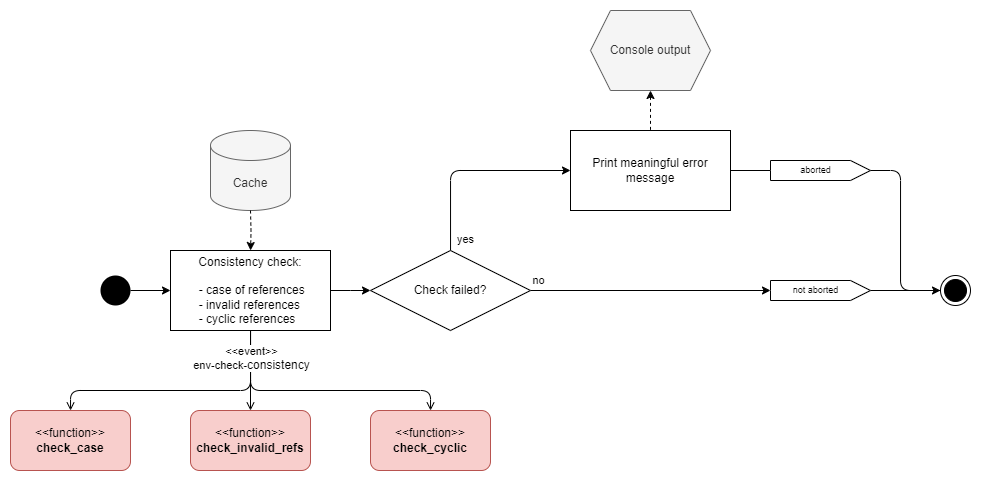 Console output
Print meaningful error
message
aborted
Cache
Consistency check:
- case of references
- invalid references
- cyclic references
yes
Check failed?
no
not aborted
<<event>>
env-check-consistency
<<function>>
check_case
<<function>>
check_invalid_refs
<<function>>
check_cyclic